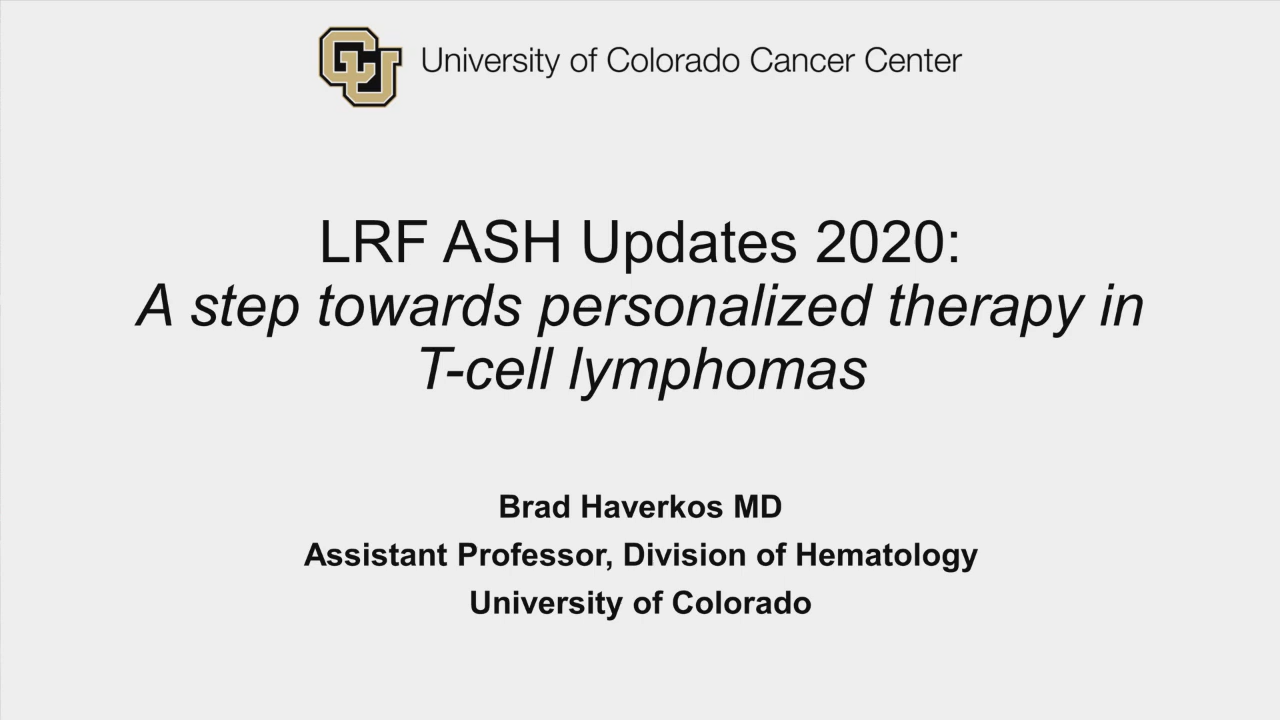 CU
University of Colorado Cancer Center
LRF ASH Updates 2020:
A step towards personalized therapy in
T-cell lymphomas
Brad Haverkos MD
Assistant Professor, Division of Hematology
University of Colorado